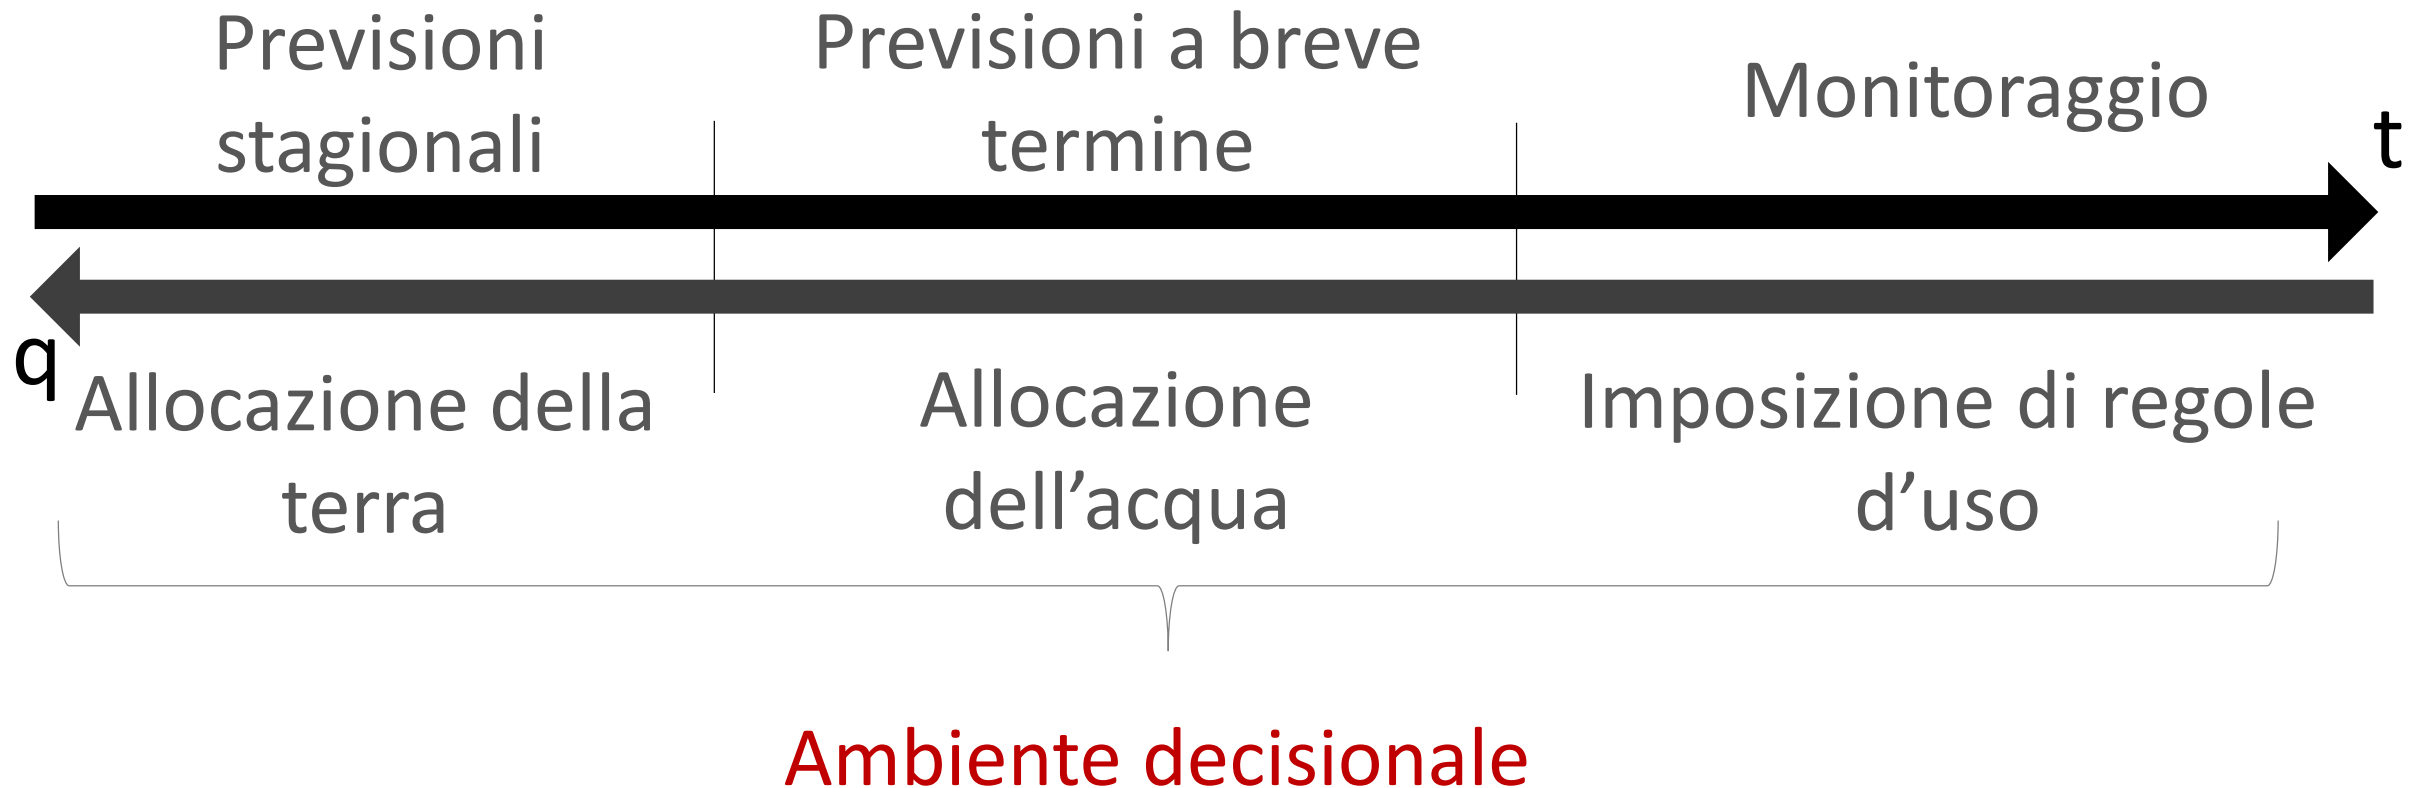 Previsioni
stagionali
Previsioni a breve
termine
Monitoraggio
t
q
Allocazione della
terra
Allocazione
dell’acqua
Imposizione di regole
d’uso
Ambiente decisionale